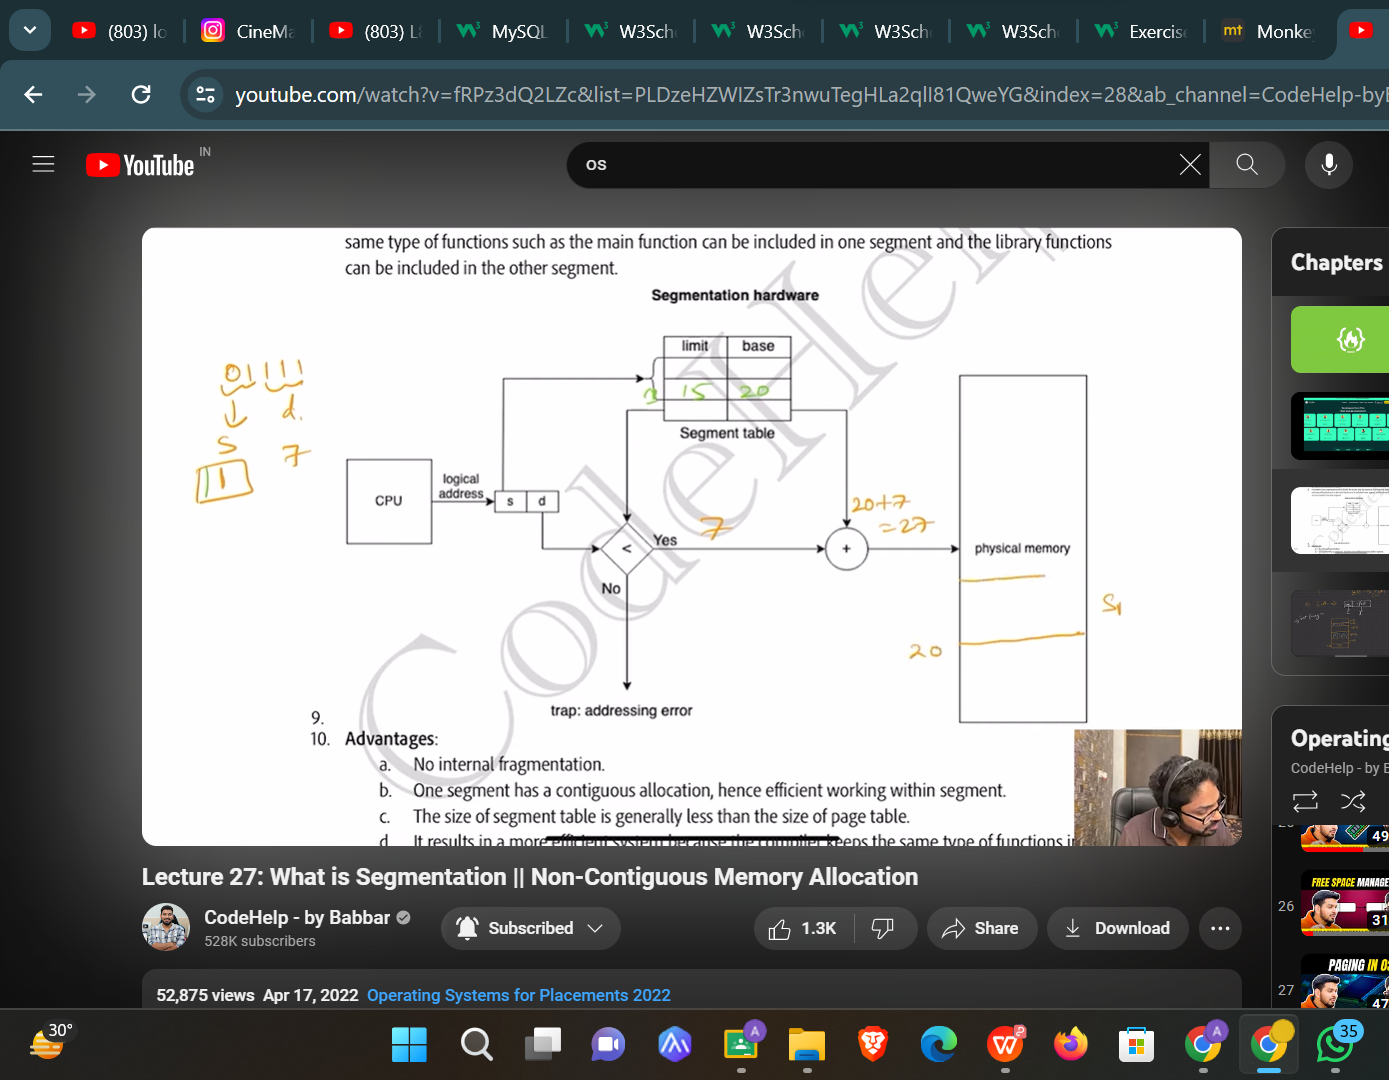 (803) lo
CineMa
(803) L
MySQL
W3Sch
W3Sch
W3Sch
W3Sch
Exercis
mt Monke
youtube.com/watch?v=fRPz3dQ2LZc&list=PLDzeHZWIZsTr3nwuTegHLa2qlI81QweYG&index=28&ab_channel=CodeHelp-by
YouTube IN
os
same type of functions such as the main function can be included in one segment and the library functions
can be included in the other segment.
Segmentation hardware
limit base
3 15 20
Segment table
01111
d.
S
7
1
CPU
logical
address
s d
<
Yes
7
No
20+7
=27
+
physical memory
S1
20
trap: addressing error
CodeHel
9.
10. Advantages:
a. No internal fragmentation.
b. One segment has a contiguous allocation, hence efficient working within segment.
c. The size of segment table is generally less than the size of page table.
d It results in a more efficient system because the compiler keeps the same type of functions i
Chapters
Lecture 27: What is Segmentation || Non-Contiguous Memory Allocation
CodeHelp - by Babbar
528K subscribers
Subscribed
1.3K
Share
Download
52,875 views Apr 17, 2022 Operating Systems for Placements 2022
Operating
CodeHelp - by B
49
26
FREE SPACE MANAGE
31
27
PAGING IN O
47
30°
A
A
35